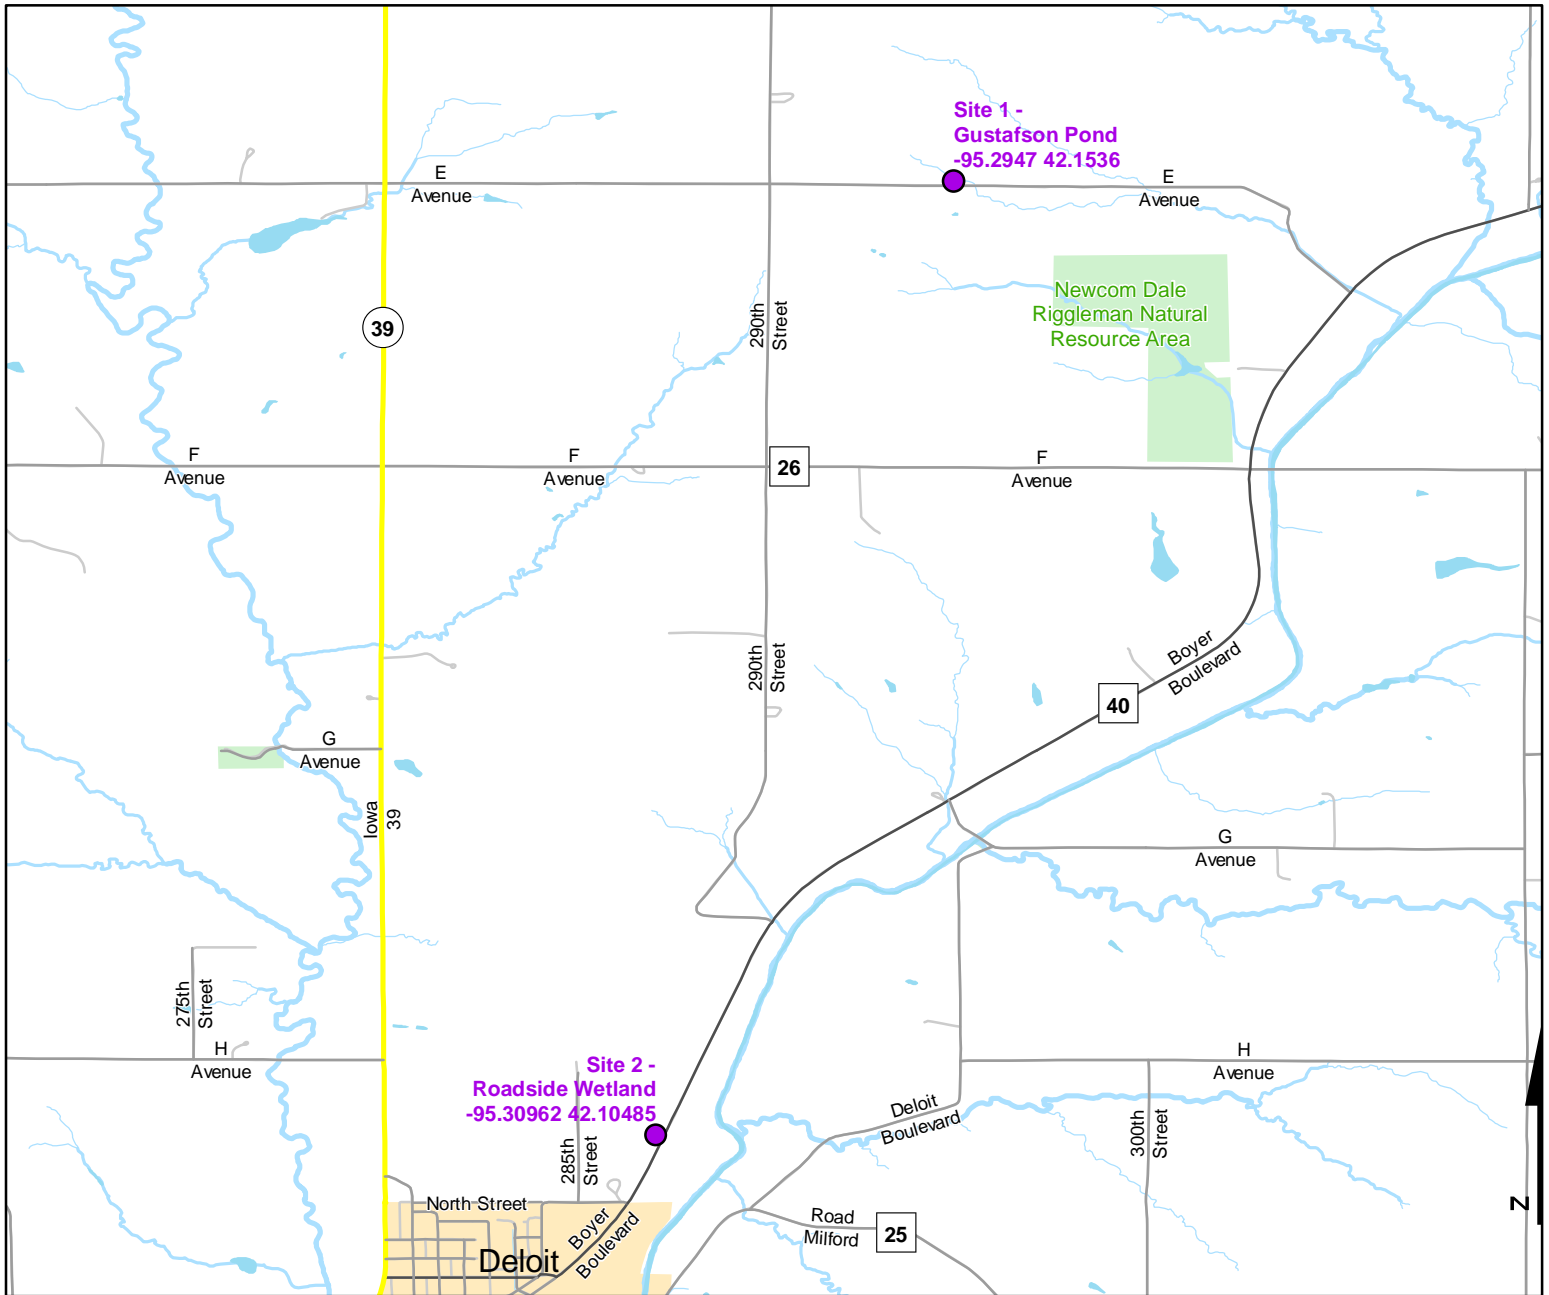 Site 1 -
Gustafson Pond
-95.2947 42.1536
E
Avenue
E
Avenue
Newcom Dale
Riggleman Natural
Resource Area
39
290th
Street
F
Avenue
F
Avenue
26
F
Avenue
290th
Street
Boyer
Boulevard
40
G
Avenue
Iowa
39
G
Avenue
275th
Street
H
Avenue
Site 2 -
Roadside Wetland
-95.30962 42.10485
H
Avenue
Deloit
Boulevard
300th
Street
285th
Street
North Street
Boyer
Boulevard
Deloit
Road
Milford
25
N